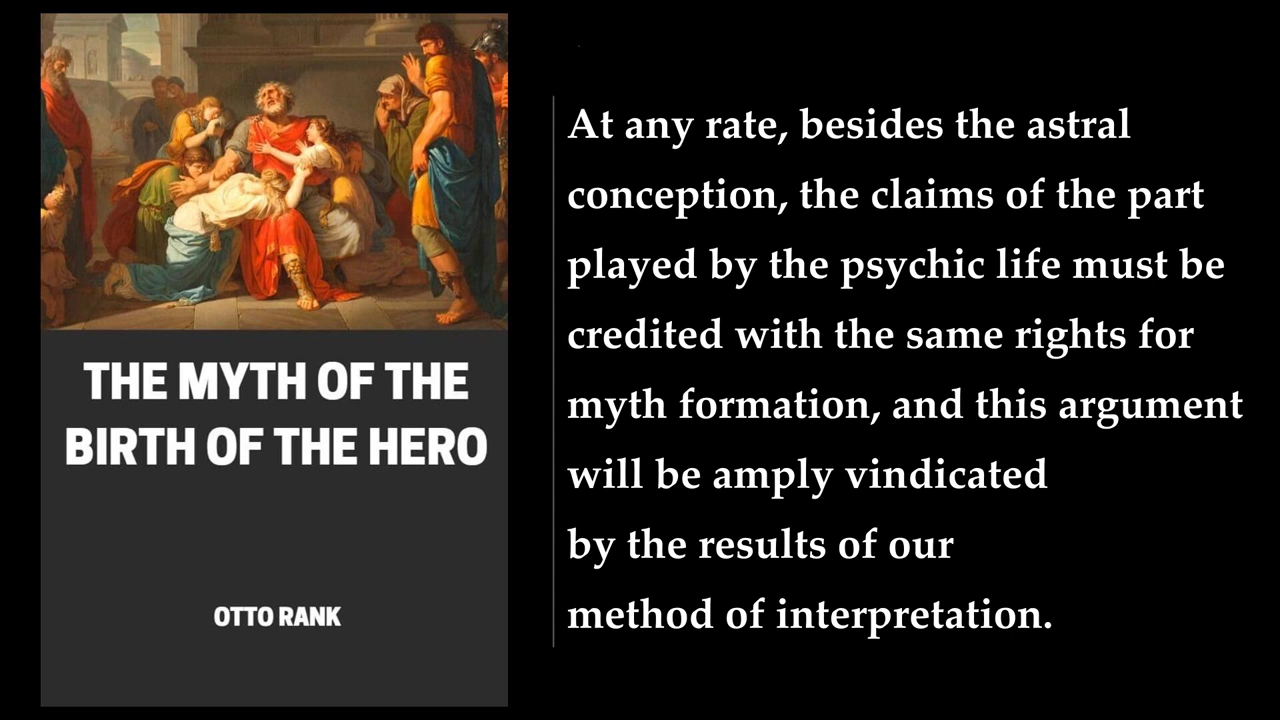 THE MYTH OF THE
BIRTH OF THE HERO
OTTO RANK
At any rate, besides the astral
conception, the claims of the part
played by the psychic life must be
credited with the same rights for
myth formation, and this argument
will be amply vindicated
by the results of our
method of interpretation.